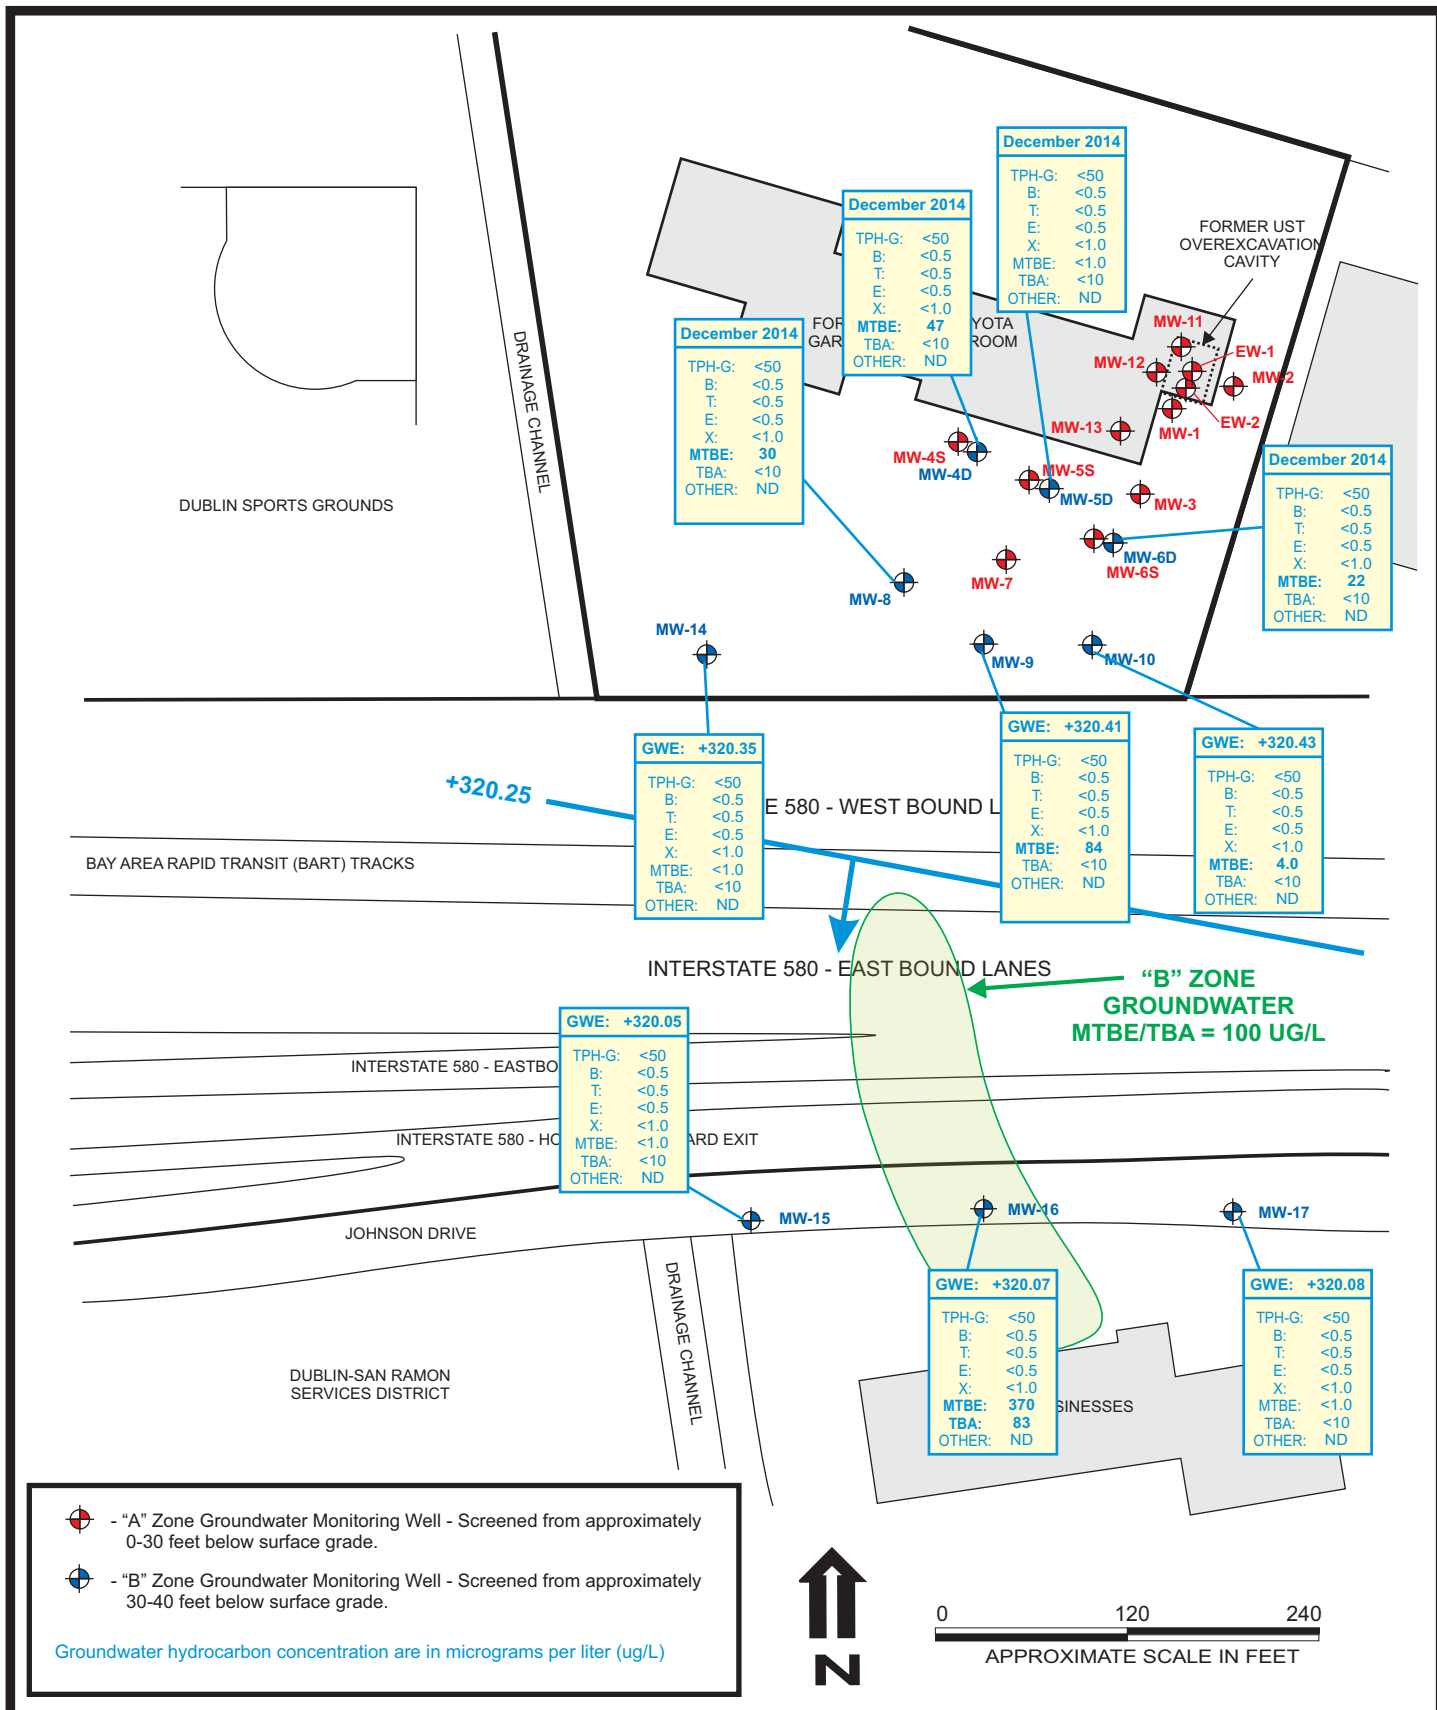 December 2014
TPH-G: <50
B: <0.5
T: <0.5
E: <0.5
X: <1.0
MTBE: <1.0
TBA: <10
OTHER: ND
December 2014
TPH-G: <50
B: <0.5
T: <0.5
E: <0.5
X: <1.0
MTBE: 47
TBA: <10
OTHER: ND
FORMER UST
OVEREXCAVATION
CAVITY
December 2014
TPH-G: <50
B: <0.5
T: <0.5
E: <0.5
X: <1.0
MTBE: 30
TBA: <10
OTHER: ND
FOR YOTA
GAR ROOM
DRAINAGE CHANNEL
MW-11
EW-1
MW-12
MW-2
EW-2
MW-1
MW-13
MW-4S
MW-4D
MW-5S
MW-5D
MW-3
December 2014
TPH-G: <50
B: <0.5
T: <0.5
E: <0.5
X: <1.0
MTBE: 22
TBA: <10
OTHER: ND
DUBLIN SPORTS GROUNDS
MW-6D
MW-6S
MW-7
MW-8
MW-14
MW-9
MW-10
GWE: +320.35
TPH-G: <50
B: <0.5
T: <0.5
E: <0.5
X: <1.0
MTBE: <1.0
TBA: <10
OTHER: ND
GWE: +320.41
TPH-G: <50
B: <0.5
T: <0.5
E: <0.5
X: <1.0
MTBE: 84
TBA: <10
OTHER: ND
GWE: +320.43
TPH-G: <50
B: <0.5
T: <0.5
E: <0.5
X: <1.0
MTBE: 4.0
TBA: <10
OTHER: ND
+320.25
E 580 - WEST BOUND L
BAY AREA RAPID TRANSIT (BART) TRACKS
INTERSTATE 580 - EAST BOUND LANES
“B” ZONE
GROUNDWATER
MTBE/TBA = 100 UG/L
GWE: +320.05
TPH-G: <50
B: <0.5
T: <0.5
E: <0.5
X: <1.0
MTBE: <1.0
TBA: <10
OTHER: ND
INTERSTATE 580 - EASTBO
INTERSTATE 580 - HO ARD EXIT
JOHNSON DRIVE
MW-15
MW-16
MW-17
DRAINAGE CHANNEL
GWE: +320.07
TPH-G: <50
B: <0.5
T: <0.5
E: <0.5
X: <1.0
MTBE: 370
TBA: 83
OTHER: ND
GWE: +320.08
TPH-G: <50
B: <0.5
T: <0.5
E: <0.5
X: <1.0
MTBE: <1.0
TBA: <10
OTHER: ND
DUBLIN-SAN RAMON
SERVICES DISTRICT
SINESSES
- “A” Zone Groundwater Monitoring Well - Screened from approximately
0-30 feet below surface grade.
- “B” Zone Groundwater Monitoring Well - Screened from approximately
30-40 feet below surface grade.
Groundwater hydrocarbon concentration are in micrograms per liter (ug/L)
N
0 120 240
APPROXIMATE SCALE IN FEET